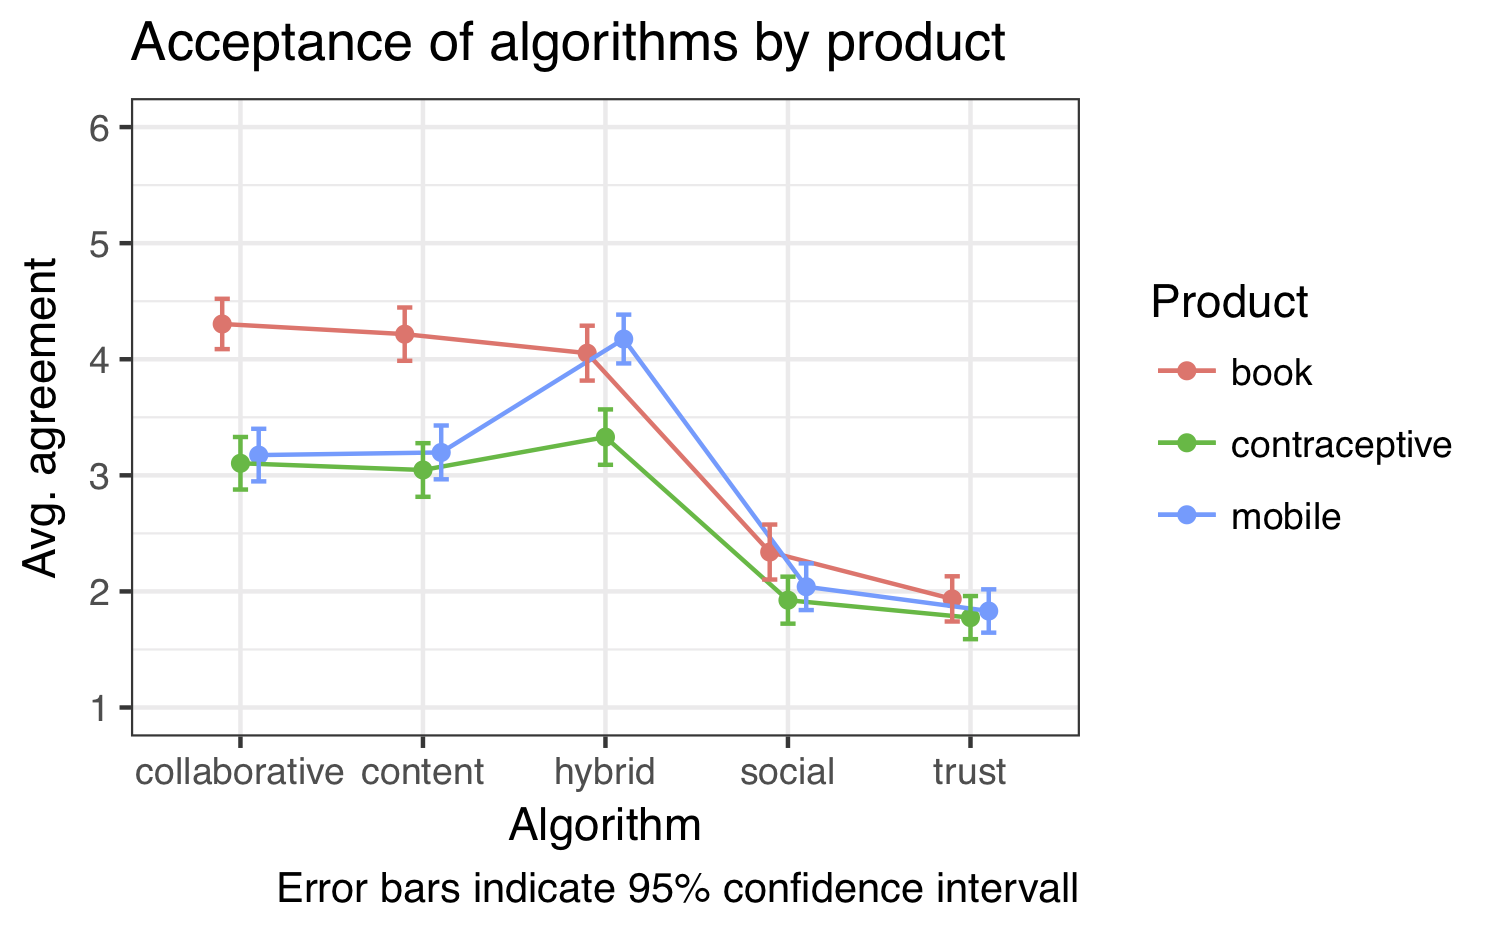 Acceptance of algorithms by product
6
5
4
3
2
1
Avg. agreement
collaborative content hybrid social trust
Algorithm
Error bars indicate 95% confidence intervall
Product
book
contraceptive
mobile